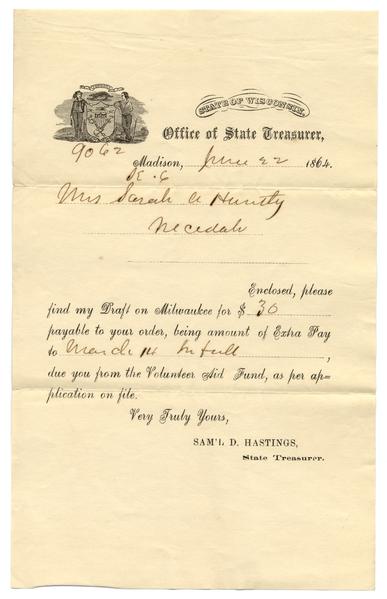 STATE OF WISCONSIN,
Office of State Treasurer,
9062
Madison, June 22 1864.
Mrs Sarah A Huntly
Necedah
Enclosed, please
find my Draft on Milwaukee for $ 30
payable to your order, being amount of Extra Pay
to March 14 in full,
due you from the Volunteer Aid Fund, as per ap-
plication on file.
Very Truly Yours,
SAM'L D. HASTINGS,
State Treasurer.